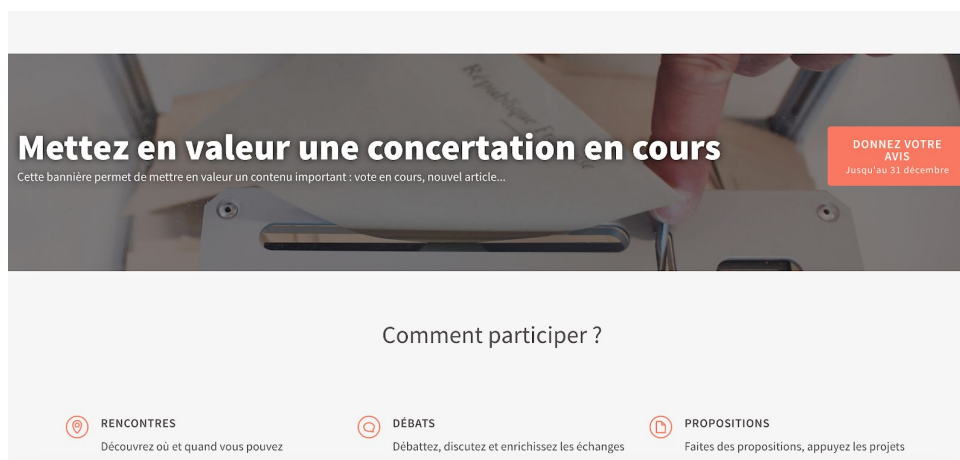 République Fr
Mettez en valeur une concertation en cours
Cette bannière permet de mettre en valeur un contenu important : vote en cours, nouvel article...
DONNEZ VOTRE
AVIS
Jusqu'au 31 décembre
Comment participer ?
RENCONTRES
Découvrez où et quand vous pouvez
DÉBATS
Débattez, discutez et enrichissez les échanges
PROPOSITIONS
Faites des propositions, appuyez les projets